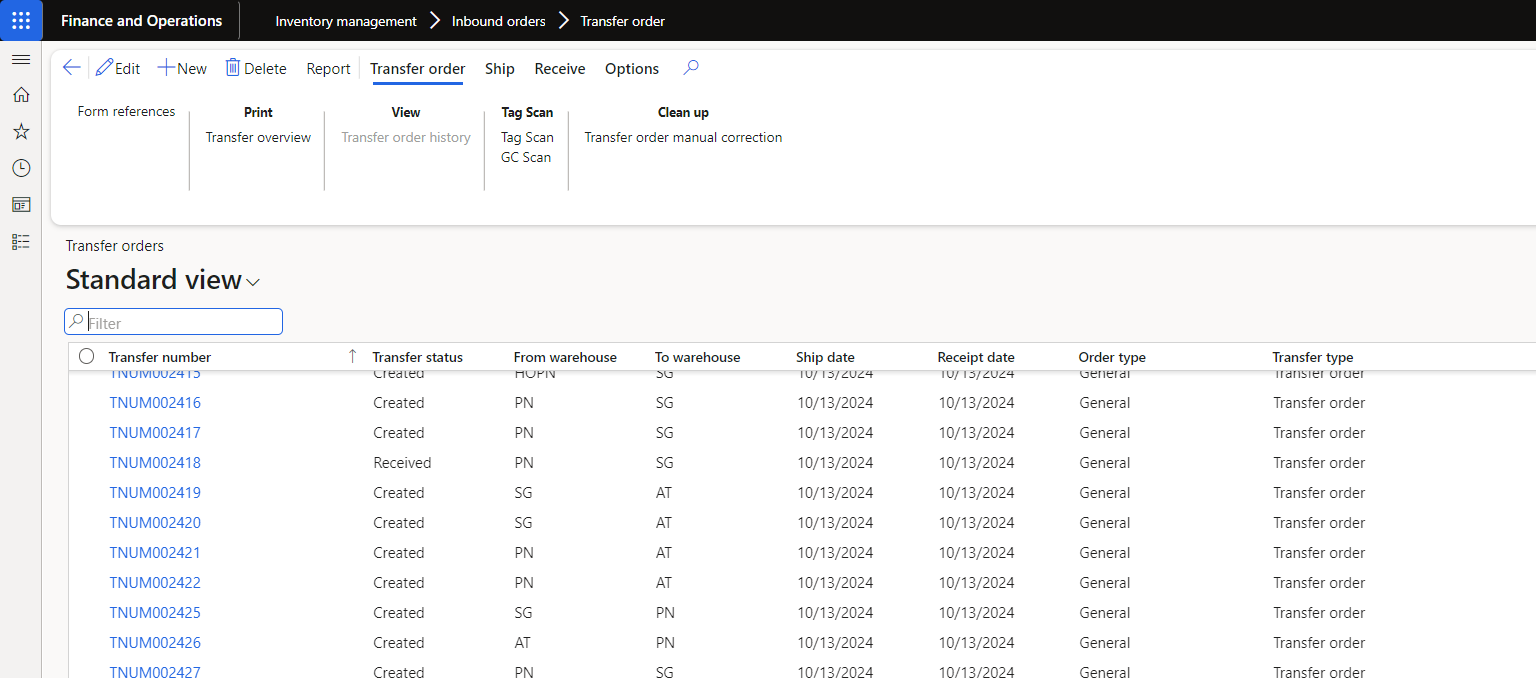 Finance and Operations Inventory management Inbound orders Transfer order
Edit New Delete Report Transfer order Ship Receive Options
Form references Print View Tag Scan Clean up
Transfer overview Transfer order history Tag Scan Transfer order manual correction
GC Scan
Transfer orders
Standard view
Filter
Transfer number Transfer status From warehouse To warehouse Ship date Receipt date Order type Transfer type
TNUM002415 Created HOPN SG 10/13/2024 10/13/2024 General Transfer order
TNUM002416 Created PN SG 10/13/2024 10/13/2024 General Transfer order
TNUM002417 Created PN SG 10/13/2024 10/13/2024 General Transfer order
TNUM002418 Received PN SG 10/13/2024 10/13/2024 General Transfer order
TNUM002419 Created SG AT 10/13/2024 10/13/2024 General Transfer order
TNUM002420 Created SG AT 10/13/2024 10/13/2024 General Transfer order
TNUM002421 Created PN AT 10/13/2024 10/13/2024 General Transfer order
TNUM002422 Created PN AT 10/13/2024 10/13/2024 General Transfer order
TNUM002425 Created SG PN 10/13/2024 10/13/2024 General Transfer order
TNUM002426 Created AT PN 10/13/2024 10/13/2024 General Transfer order
TNUM002427 Created PN SG 10/13/2024 10/13/2024 General Transfer order